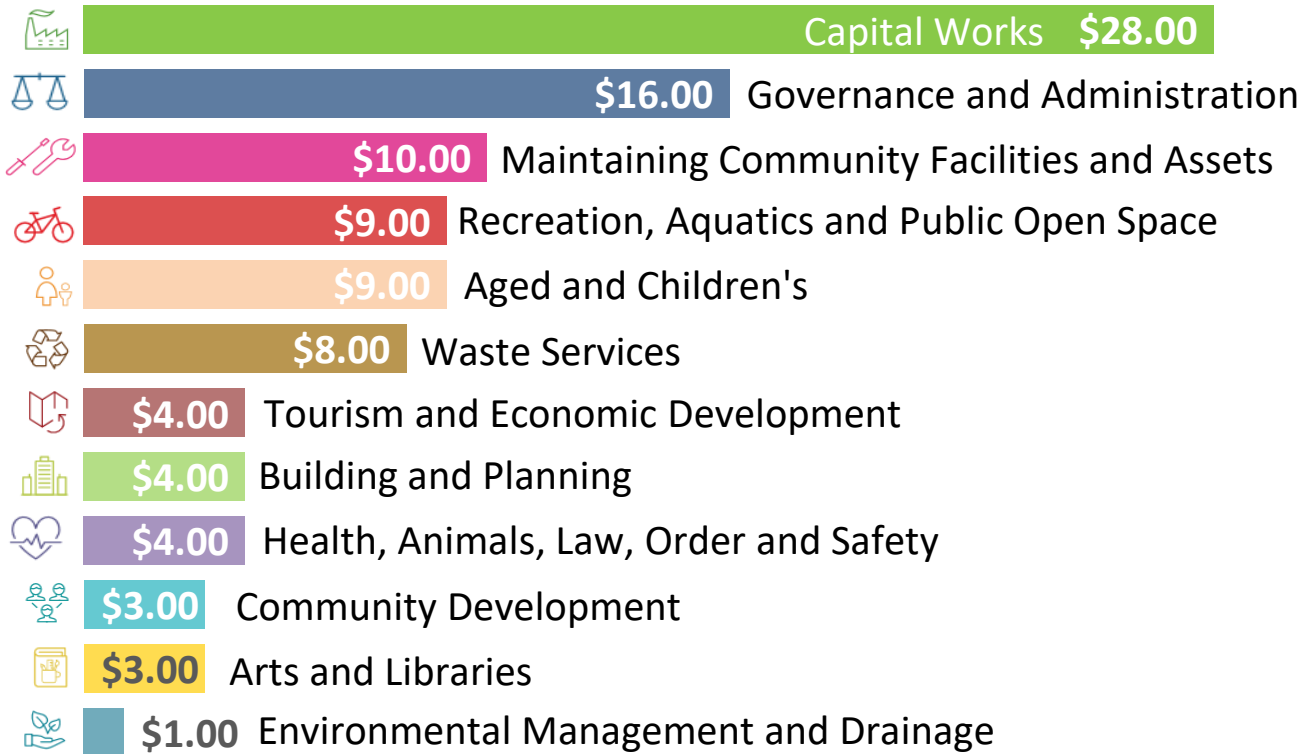 Capital Works $28.00
$16.00 Governance and Administration
$10.00 Maintaining Community Facilities and Assets
$9.00 Recreation, Aquatics and Public Open Space
$9.00 Aged and Children's
$8.00 Waste Services
$4.00 Tourism and Economic Development
$4.00 Building and Planning
$4.00 Health, Animals, Law, Order and Safety
$3.00 Community Development
$3.00 Arts and Libraries
$1.00 Environmental Management and Drainage